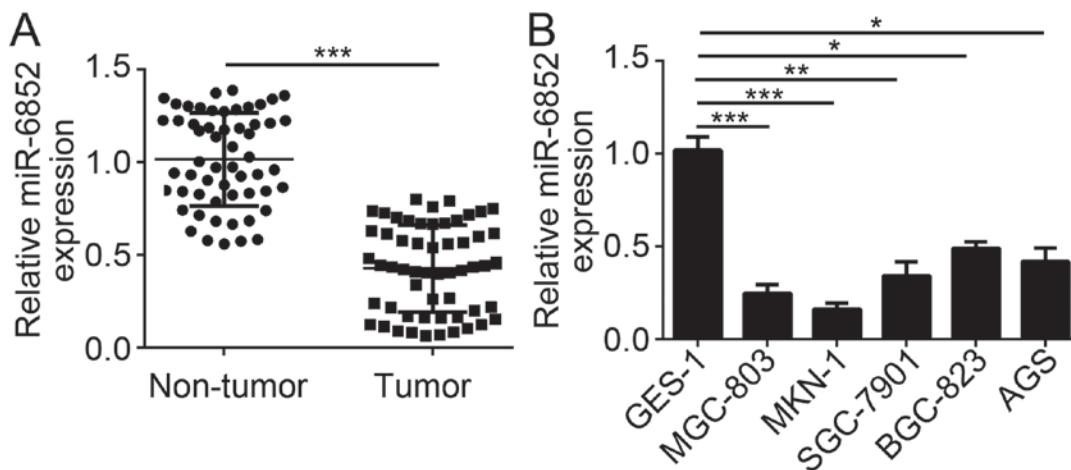 A
Relative miR-6852
expression
1.5
1.0
0.5
0.0
***
Non-tumor
Tumor
B
Relative miR-6852
expression
1.5
1.0
0.5
0.0
*
*
**
***
***
GES-1
MGC-803
MKN-1
SGC-7901
BGC-823
AGS